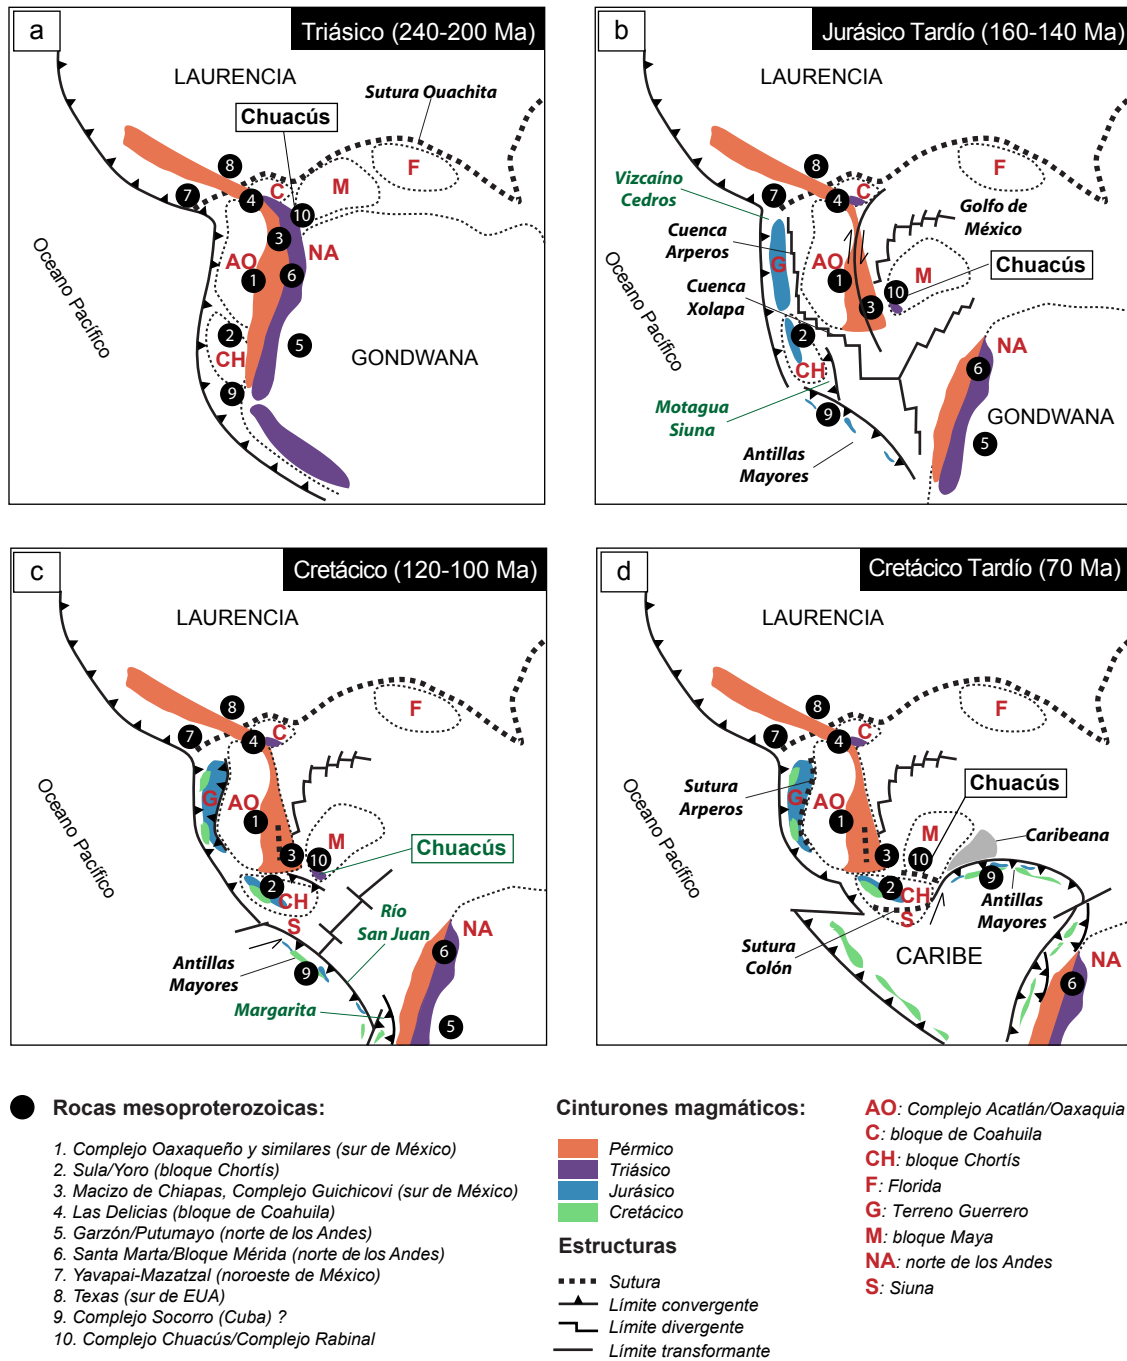 a
Triásico (240-200 Ma)
LAURENCIA
Sutura Ouachita
Chuacús
8
7
4
C
M
F
10
3
NA
AO
1
6
2
CH
5
9
Oceano Pacífico
GONDWANA
b
Jurásico Tardío (160-140 Ma)
LAURENCIA
8
Vizcaíno
Cedros
7
4
C
F
Golfo de
México
Cuenca
Arperos
G
AO
1
M
10
Chuacús
Cuenca
Xolapa
3
2
CH
NA
6
Oceano Pacífico
Motagua
Siuna
9
GONDWANA
5
Antillas
Mayores
c
Cretácico (120-100 Ma)
LAURENCIA
8
7
4
C
F
G
AO
1
M
3
10
Chuacús
2
CH
S
Río
San Juan
NA
6
Oceano Pacífico
Antillas
Mayores
9
Margarita
5
d
Cretácico Tardío (70 Ma)
LAURENCIA
8
7
4
C
F
Sutura
Arperos
G
AO
1
Chuacús
M
Caribeana
3
10
2
CH
9
S
Antillas
Mayores
Oceano Pacífico
Sutura
Colón
CARIBE
NA
6
Rocas mesoproterozoicas:
1. Complejo Oaxaqueño y similares (sur de México)
2. Sula/Yoro (bloque Chortís)
3. Macizo de Chiapas, Complejo Guichicovi (sur de México)
4. Las Delicias (bloque de Coahuila)
5. Garzón/Putumayo (norte de los Andes)
6. Santa Marta/Bloque Mérida (norte de los Andes)
7. Yavapai-Mazatzal (noroeste de México)
8. Texas (sur de EUA)
9. Complejo Socorro (Cuba) ?
10. Complejo Chuacús/Complejo Rabinal
Cinturones magmáticos:
Pérmico
Triásico
Jurásico
Cretácico
Estructuras
Sutura
Límite convergente
Límite divergente
Límite transformante
AO: Complejo Acatlán/Oaxaquia
C: bloque de Coahuila
CH: bloque Chortís
F: Florida
G: Terreno Guerrero
M: bloque Maya
NA: norte de los Andes
S: Siuna